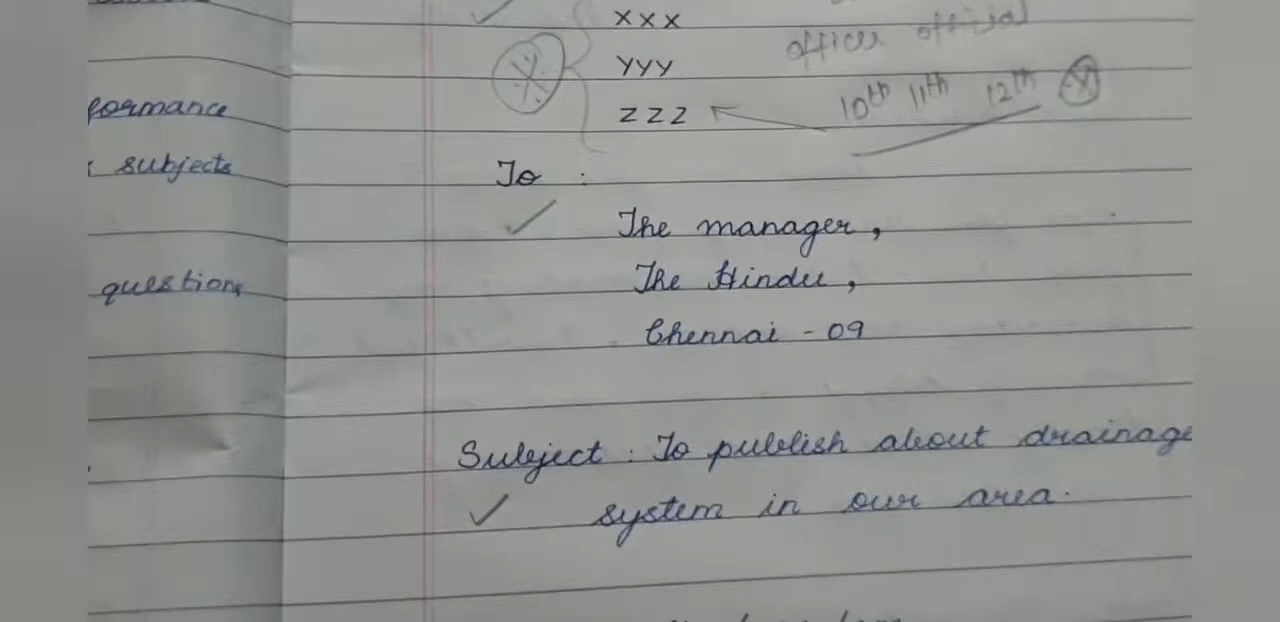 XXX
YYY
ZZZ
officer official
10th 11th 12th X
formance
subjects
question
To :
The manager,
The Hindu,
Chennai - 09
Subject : To publish about drainage
system in our area.